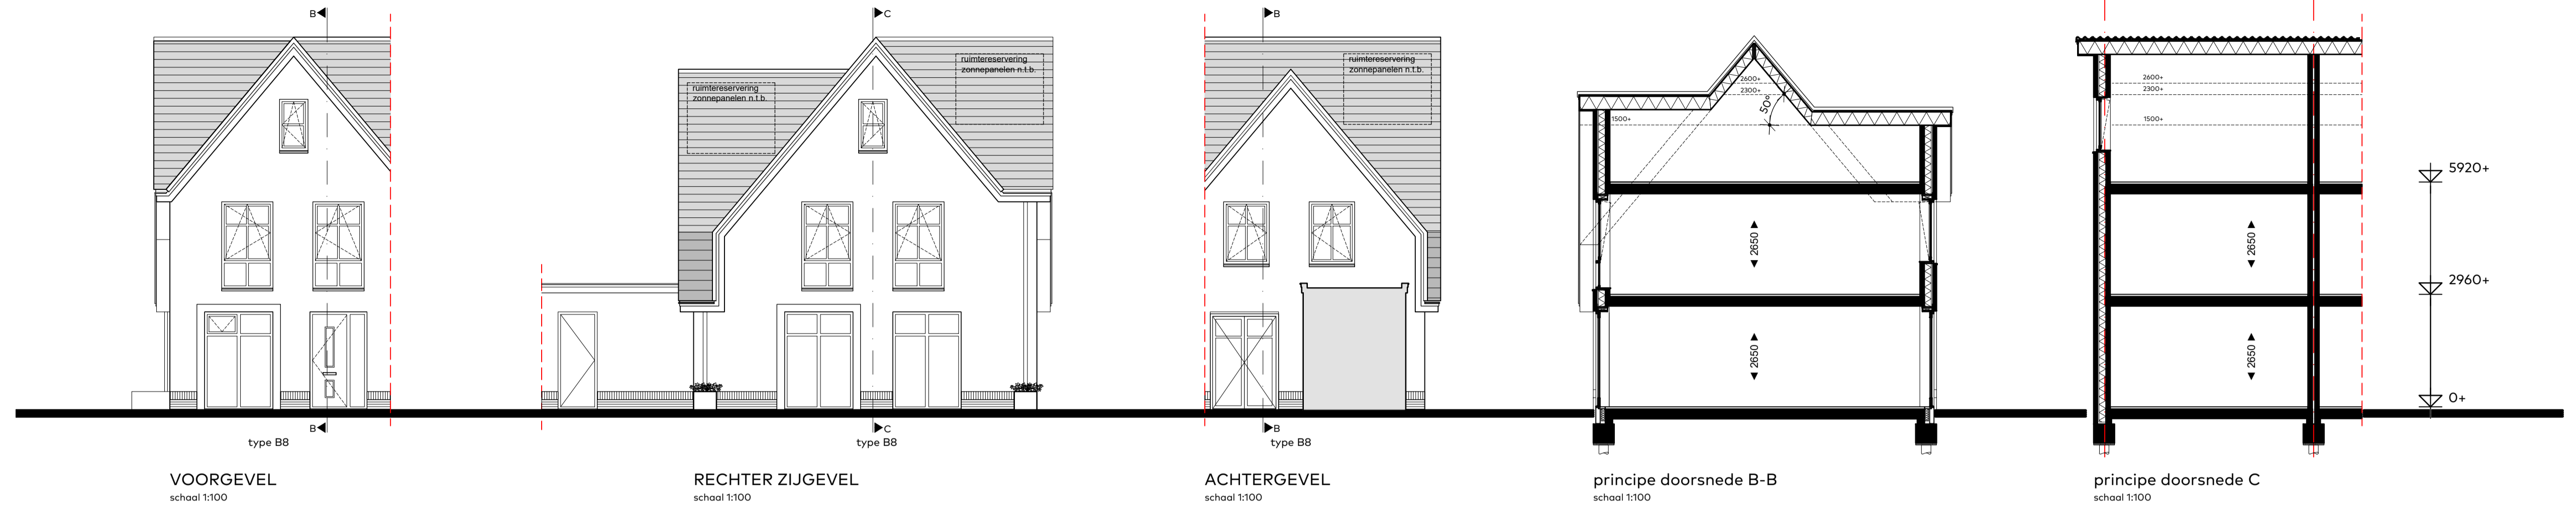 B
B
type B8
VOORGEVEL
schaal 1:100
C
ruimtereservering
zonnepanelen n.t.b.
ruimtereservering
zonnepanelen n.t.b.
C
type B8
RECHTER ZIJGEVEL
schaal 1:100
B
ruimtereservering
zonnepanelen n.t.b.
B
type B8
ACHTERGEVEL
schaal 1:100
2600+
2300+
50°
1500+
2650
2650
principe doorsnede B-B
schaal 1:100
2600+
2300+
1500+
2650
2650
principe doorsnede C
schaal 1:100
5920+
2960+
0+